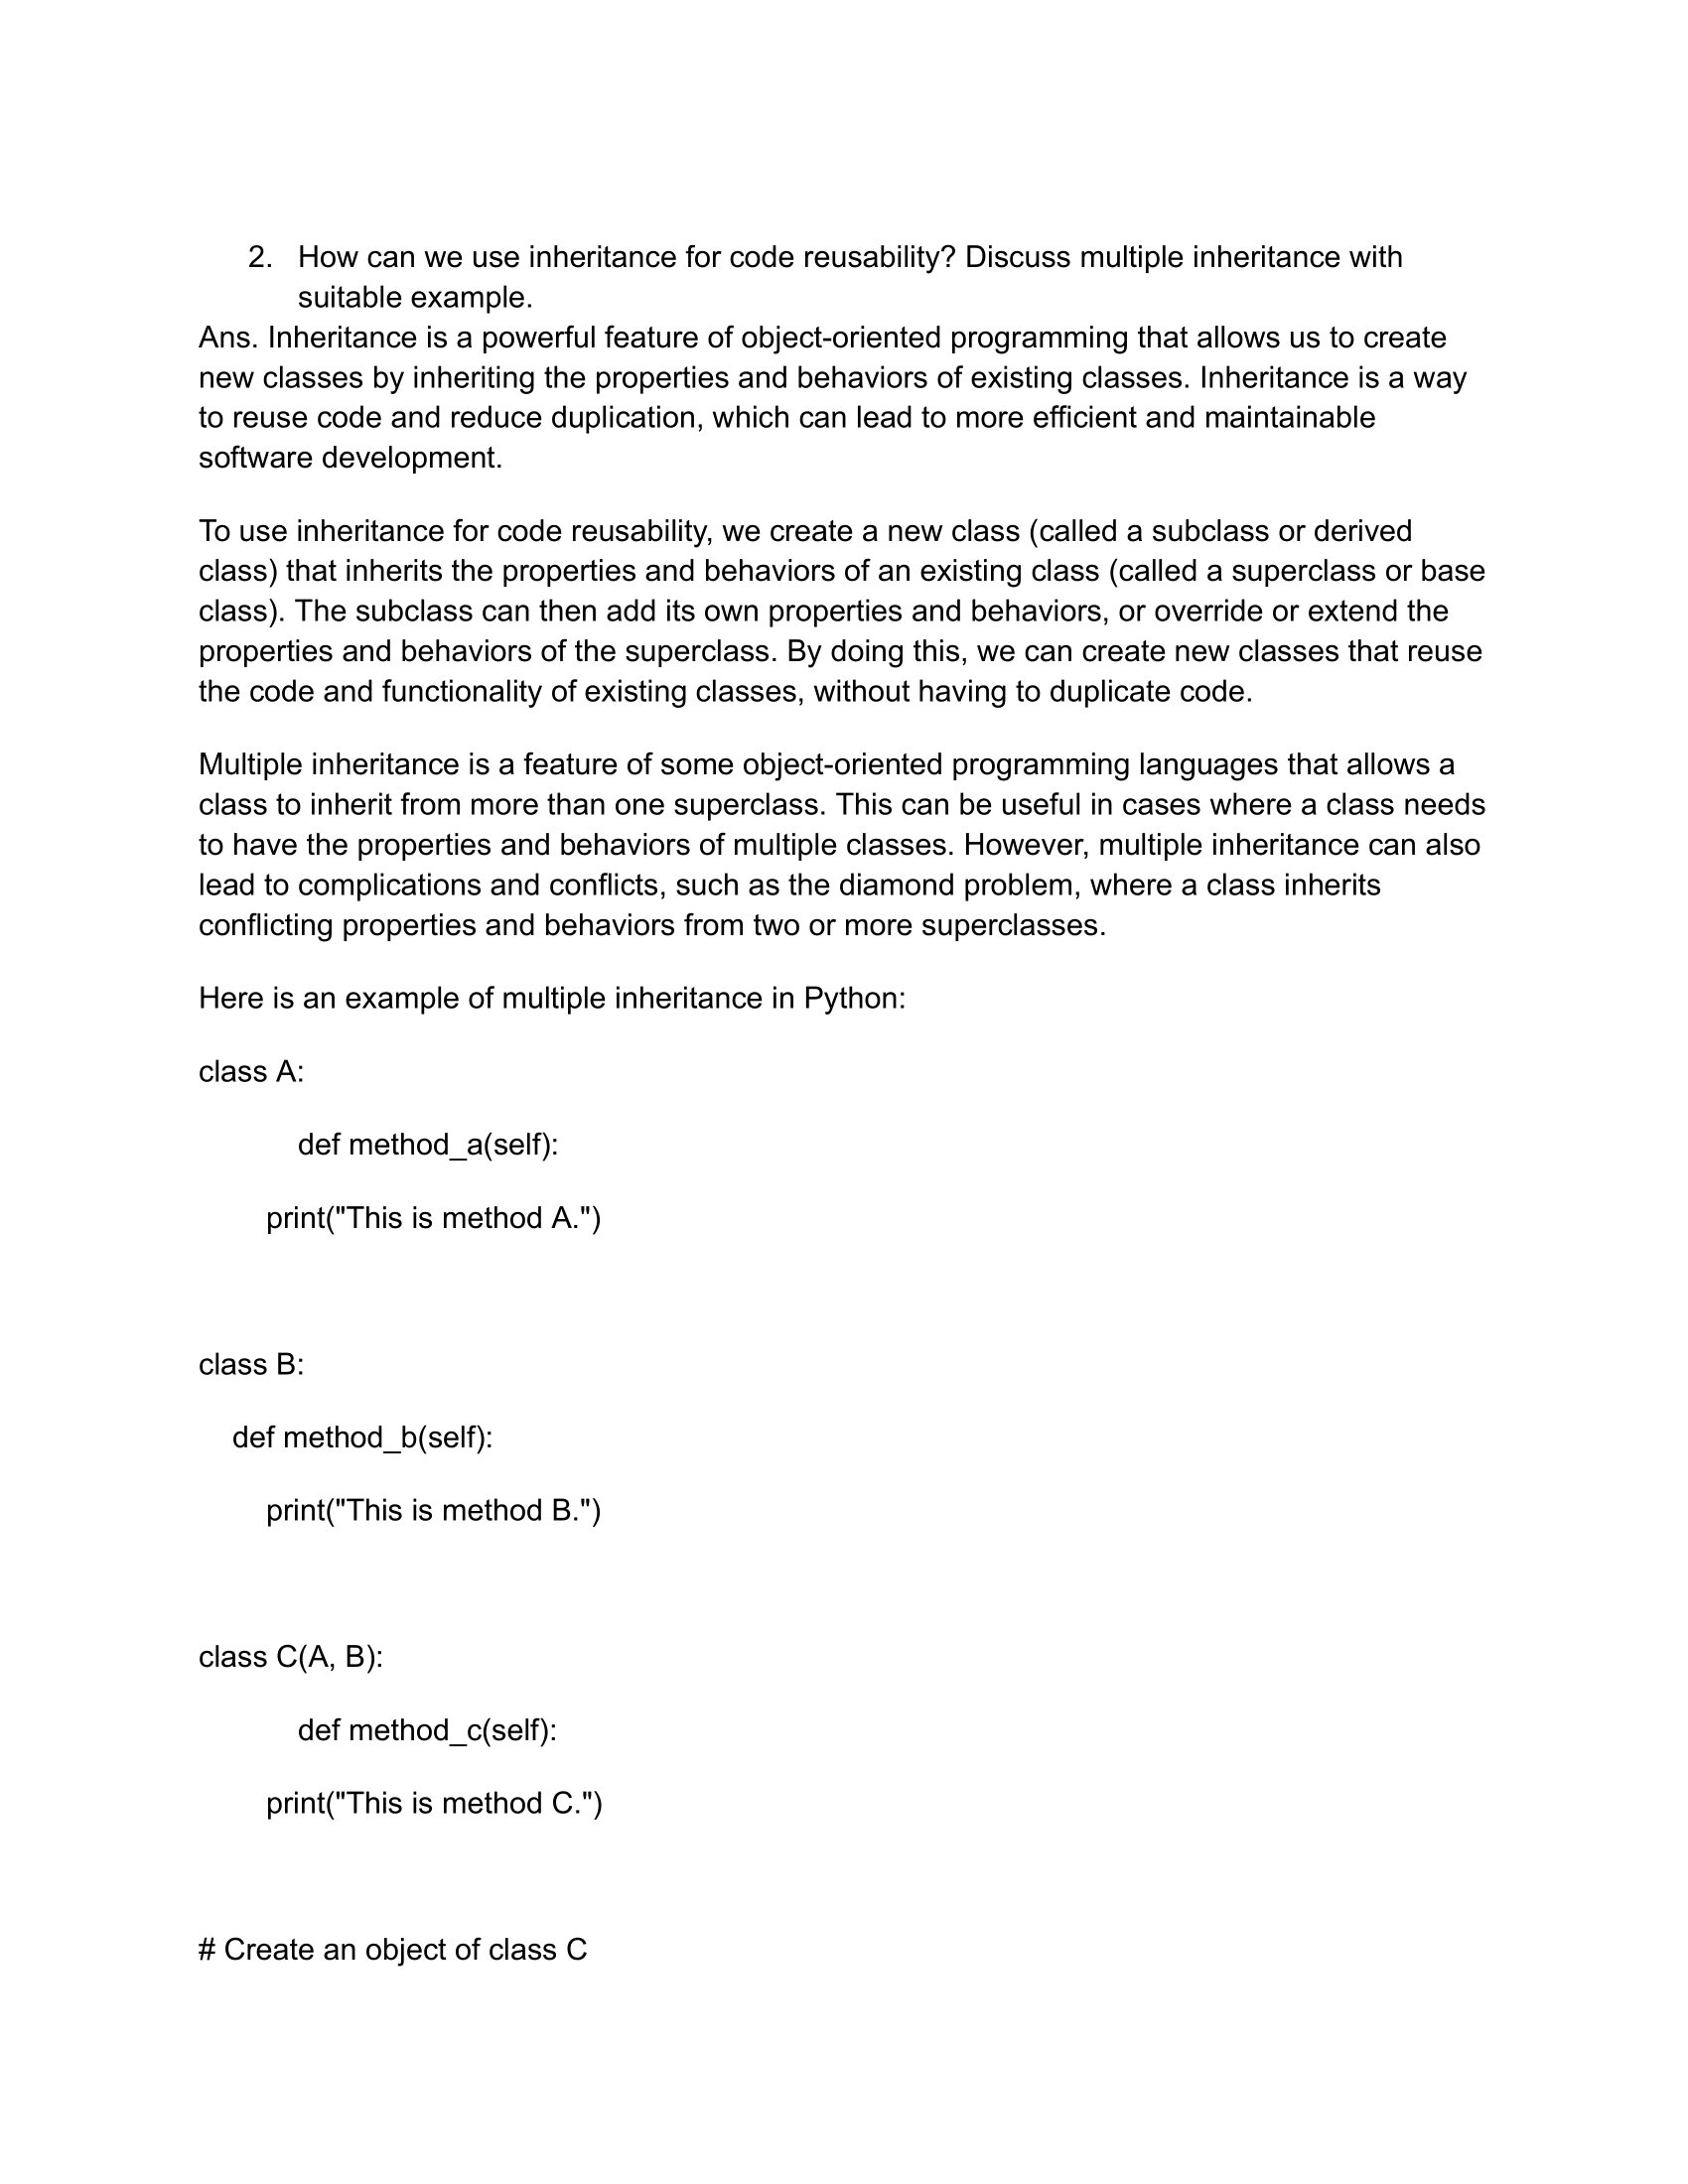 2. How can we use inheritance for code reusability? Discuss multiple inheritance with
suitable example.
Ans. Inheritance is a powerful feature of object-oriented programming that allows us to create
new classes by inheriting the properties and behaviors of existing classes. Inheritance is a way
to reuse code and reduce duplication, which can lead to more efficient and maintainable
software development.
To use inheritance for code reusability, we create a new class (called a subclass or derived
class) that inherits the properties and behaviors of an existing class (called a superclass or base
class). The subclass can then add its own properties and behaviors, or override or extend the
properties and behaviors of the superclass. By doing this, we can create new classes that reuse
the code and functionality of existing classes, without having to duplicate code.
Multiple inheritance is a feature of some object-oriented programming languages that allows a
class to inherit from more than one superclass. This can be useful in cases where a class needs
to have the properties and behaviors of multiple classes. However, multiple inheritance can also
lead to complications and conflicts, such as the diamond problem, where a class inherits
conflicting properties and behaviors from two or more superclasses.
Here is an example of multiple inheritance in Python:
class A:
def method_a(self):
print("This is method A.")
class B:
def method_b(self):
print("This is method B.")
class C(A, B):
def method_c(self):
print("This is method C.")
# Create an object of class C